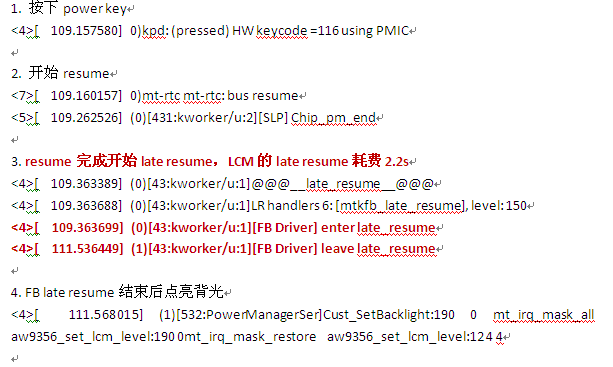 1. 按下 power key
<4>[ 109.157580] 0)kpd: (pressed) HW keycode =116 using PMIC
2. 开始 resume
<7>[ 109.160157] 0)mt-rtc mt-rtc: bus resume
<5>[ 109.262526] (0)[431:kworker/u:2][SLP] Chip_pm_end
3. resume 完成开始 late resume，LCM 的 late resume 耗费 2.2s
<4>[ 109.363389] (0)[43:kworker/u:1]@@@__late_resume__@@@
<4>[ 109.363688] (0)[43:kworker/u:1]LR handlers 6: [mtkfb_late_resume], level: 150
<4>[ 109.363699] (0)[43:kworker/u:1][FB Driver] enter late_resume
<4>[ 111.536449] (1)[43:kworker/u:1][FB Driver] leave late_resume
4. FB late resume 结束后点亮背光
<4>[ 111.568015] (1)[532:PowerManagerSer]Cust_SetBacklight:190 0 mt_irq_mask_all
aw9356_set_lcm_level:190 0mt_irq_mask_restore aw9356_set_lcm_level:124 4